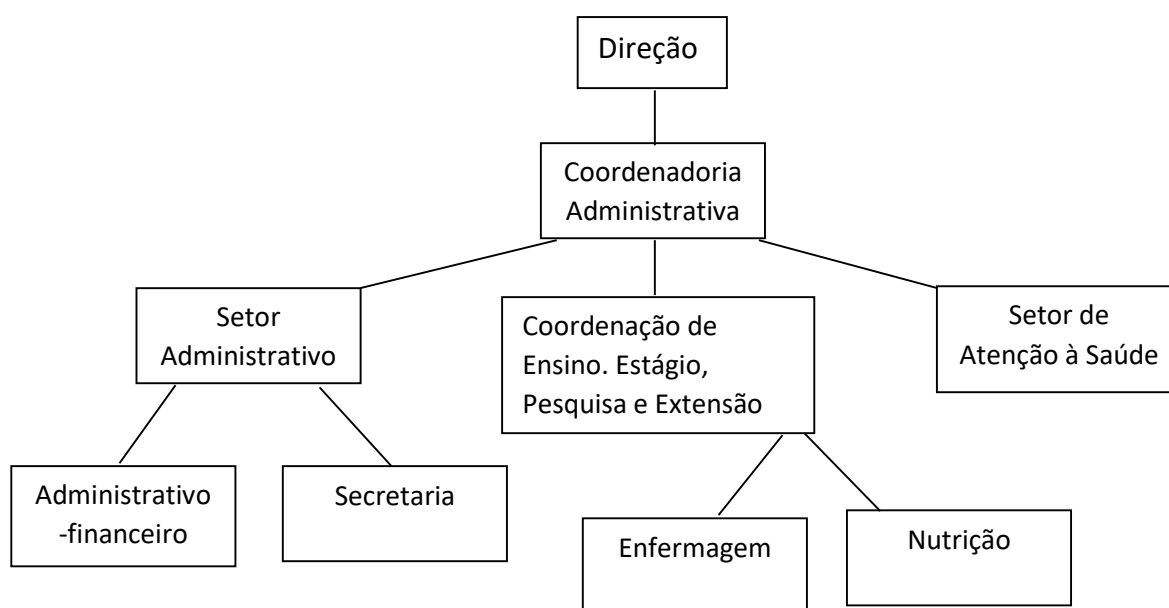 Direção
Coordenadoria
Administrativa
Setor
Administrativo
Coordenação de
Ensino. Estágio,
Pesquisa e Extensão
Setor de
Atenção à Saúde
Administrativo
-financeiro
Secretaria
Enfermagem
Nutrição